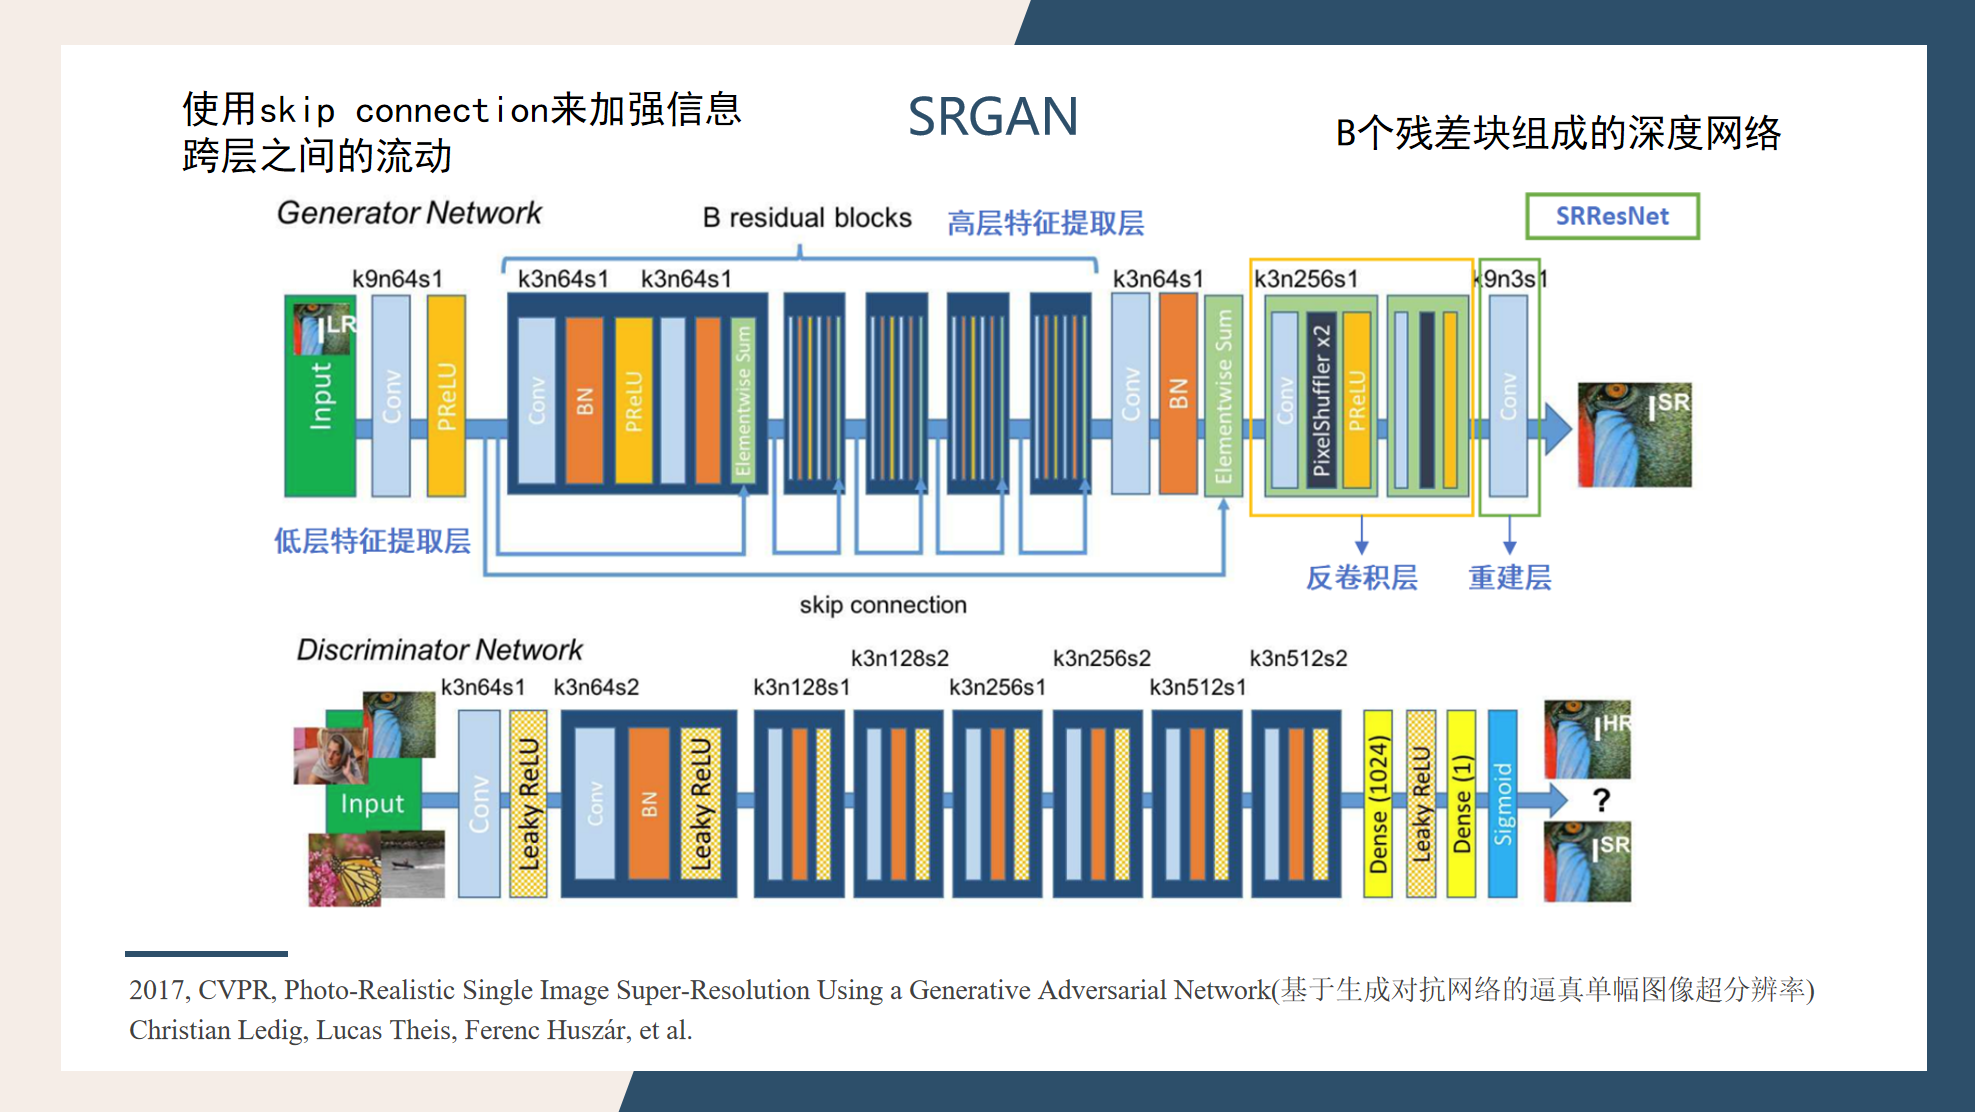 使用skip connection来加强信息
跨层之间的流动
SRGAN
B个残差块组成的深度网络
Generator Network
B residual blocks
高层特征提取层
SRResNet
k9n64s1
k3n64s1
k3n64s1
k3n64s1
k3n256s1
k9n3s1
I LR
Input
Conv
PReLU
Conv
BN
PReLU
Elementwise Sum
Conv
BN
Elementwise Sum
Conv
PixelShuffler x2
PReLU
Conv
I SR
低层特征提取层
反卷积层
重建层
skip connection
Discriminator Network
k3n64s1
k3n64s2
k3n128s1
k3n128s2
k3n256s1
k3n256s2
k3n512s1
k3n512s2
Input
Conv
Leaky ReLU
Conv
BN
Leaky ReLU
Dense (1024)
Leaky ReLU
Dense (1)
Sigmoid
I HR
?
I SR
2017, CVPR, Photo-Realistic Single Image Super-Resolution Using a Generative Adversarial Network(基于生成对抗网络的逼真单幅图像超分辨率)
Christian Ledig, Lucas Theis, Ferenc Huszár, et al.